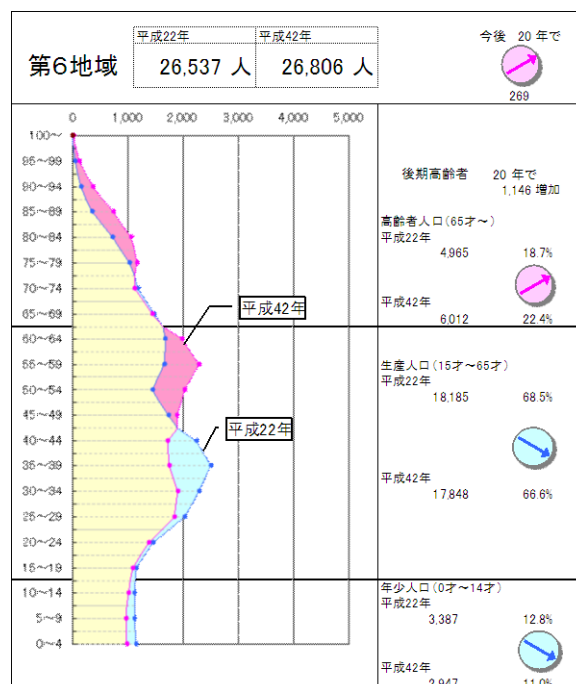 第6地域
平成22年 平成42年
26,537 人 26,806 人
今後 20 年で
269
0 1,000 2,000 3,000 4,000 5,000
100～
95～99
90～94
85～89
80～84
75～79
70～74
65～69
60～64
55～59
50～54
45～49
40～44
35～39
30～34
25～29
20～24
15～19
10～14
5～9
0～4
平成42年
平成22年
後期高齢者 20 年で
1,146 増加
高齢者人口(65才～)
平成22年
4,965 18.7%
平成42年
6,012 22.4%
生産人口(15才～65才)
平成22年
18,185 68.5%
平成42年
17,848 66.6%
年少人口(0才～14才)
平成22年
3,387 12.8%
平成42年
2,947 11.0%